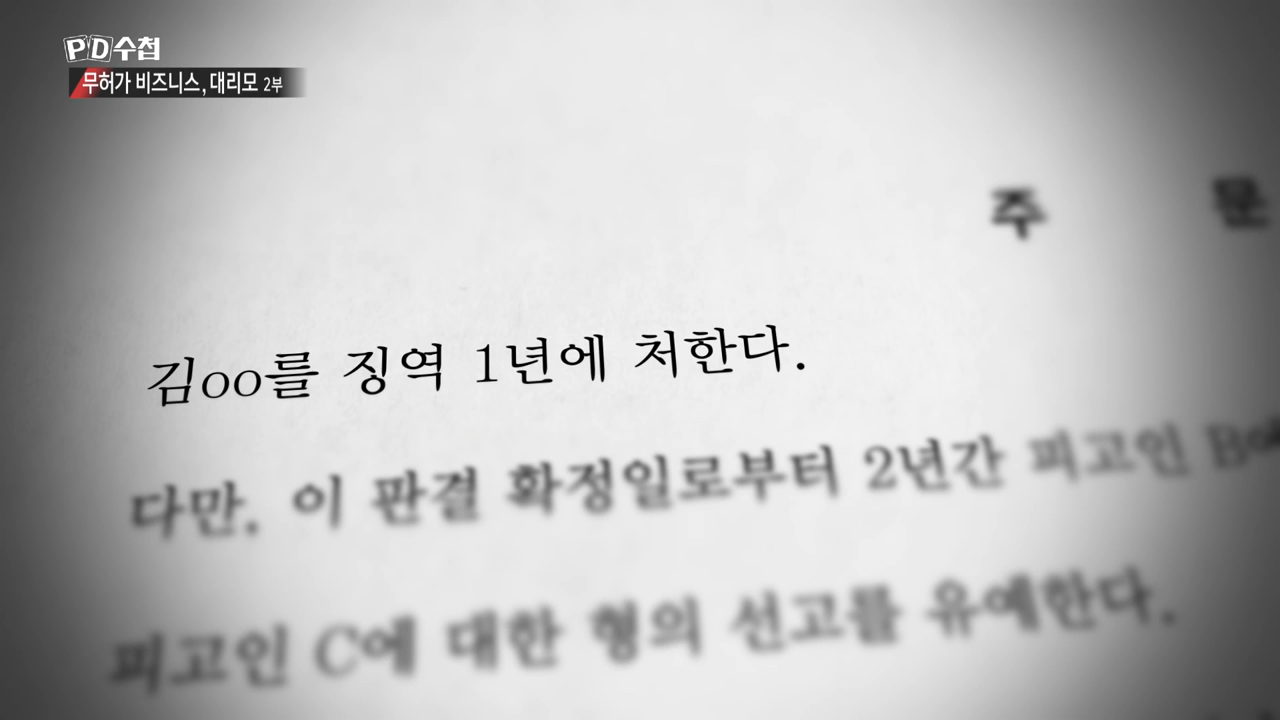 PD수첩
무허가 비즈니스, 대리모 2부
주 문
김oo를 징역 1년에 처한다.
다만, 이 판결 확정일로부터 2년간 피고인 B에
피고인 C에 대한 형의 선고를 유예한다.